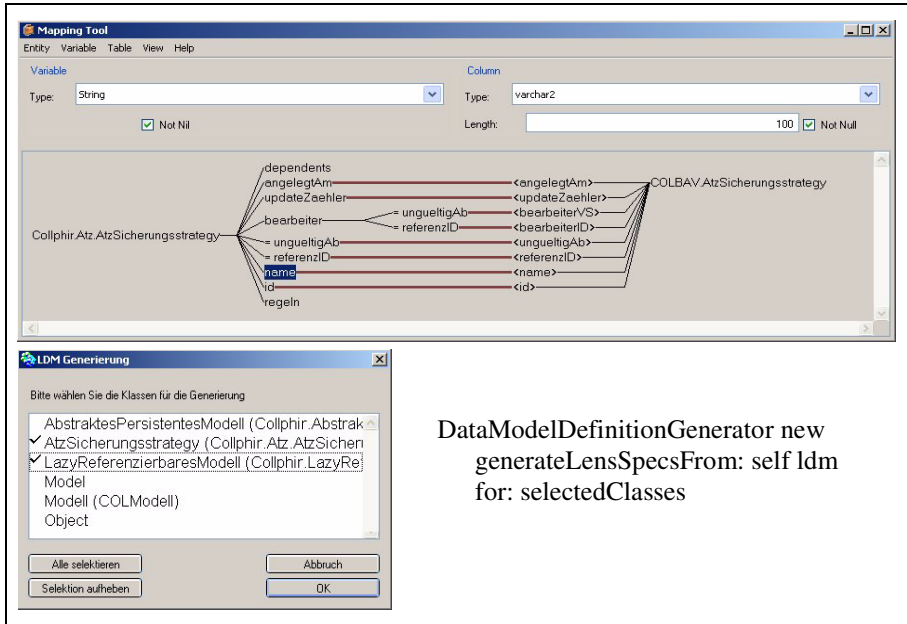 Mapping Tool
Entity Variable Table View Help
Variable Column
Type: String Type: varchar2
Not Nil Length: 100 Not Null
dependents
angelegtAm <angelegtAm> COLBAV.AtzSicherungsstrategy
updateZaehler <updateZaehler>
bearbeiter = ungueltigAb <bearbeiterVS>
= referenzID <bearbeiterID>
Collphir.Atz.AtzSicherungsstrategy = ungueltigAb <ungueltigAb>
= referenzID <referenzID>
name <name>
id <id>
regeln
LDM Generierung
Bitte wählen Sie die Klassen für die Generierung
AbstraktesPersistentesModell (Collphir.Abstrak
AtzSicherungsstrategy (Collphir.Atz.AtzSicheru
LazyReferenzierbaresModell (Collphir.LazyRe
Model
Modell (COLModell)
Object
Alle selektieren Abbruch
Selektion aufheben OK
DataModelDefinitionGenerator new
generateLensSpecsFrom: self ldm
for: selectedClasses